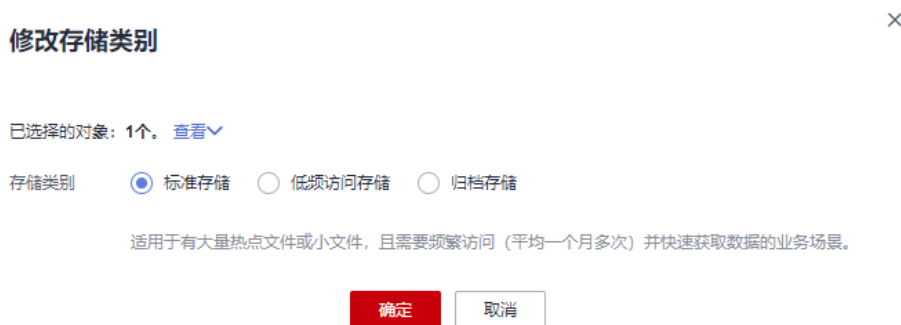 修改存储类别
已选择的对象：1个。 查看
存储类别 标准存储 低频访问存储 归档存储
适用于有大量热点文件或小文件，且需要频繁访问（平均一个月多次）并快速获取数据的业务场景。
确定 取消